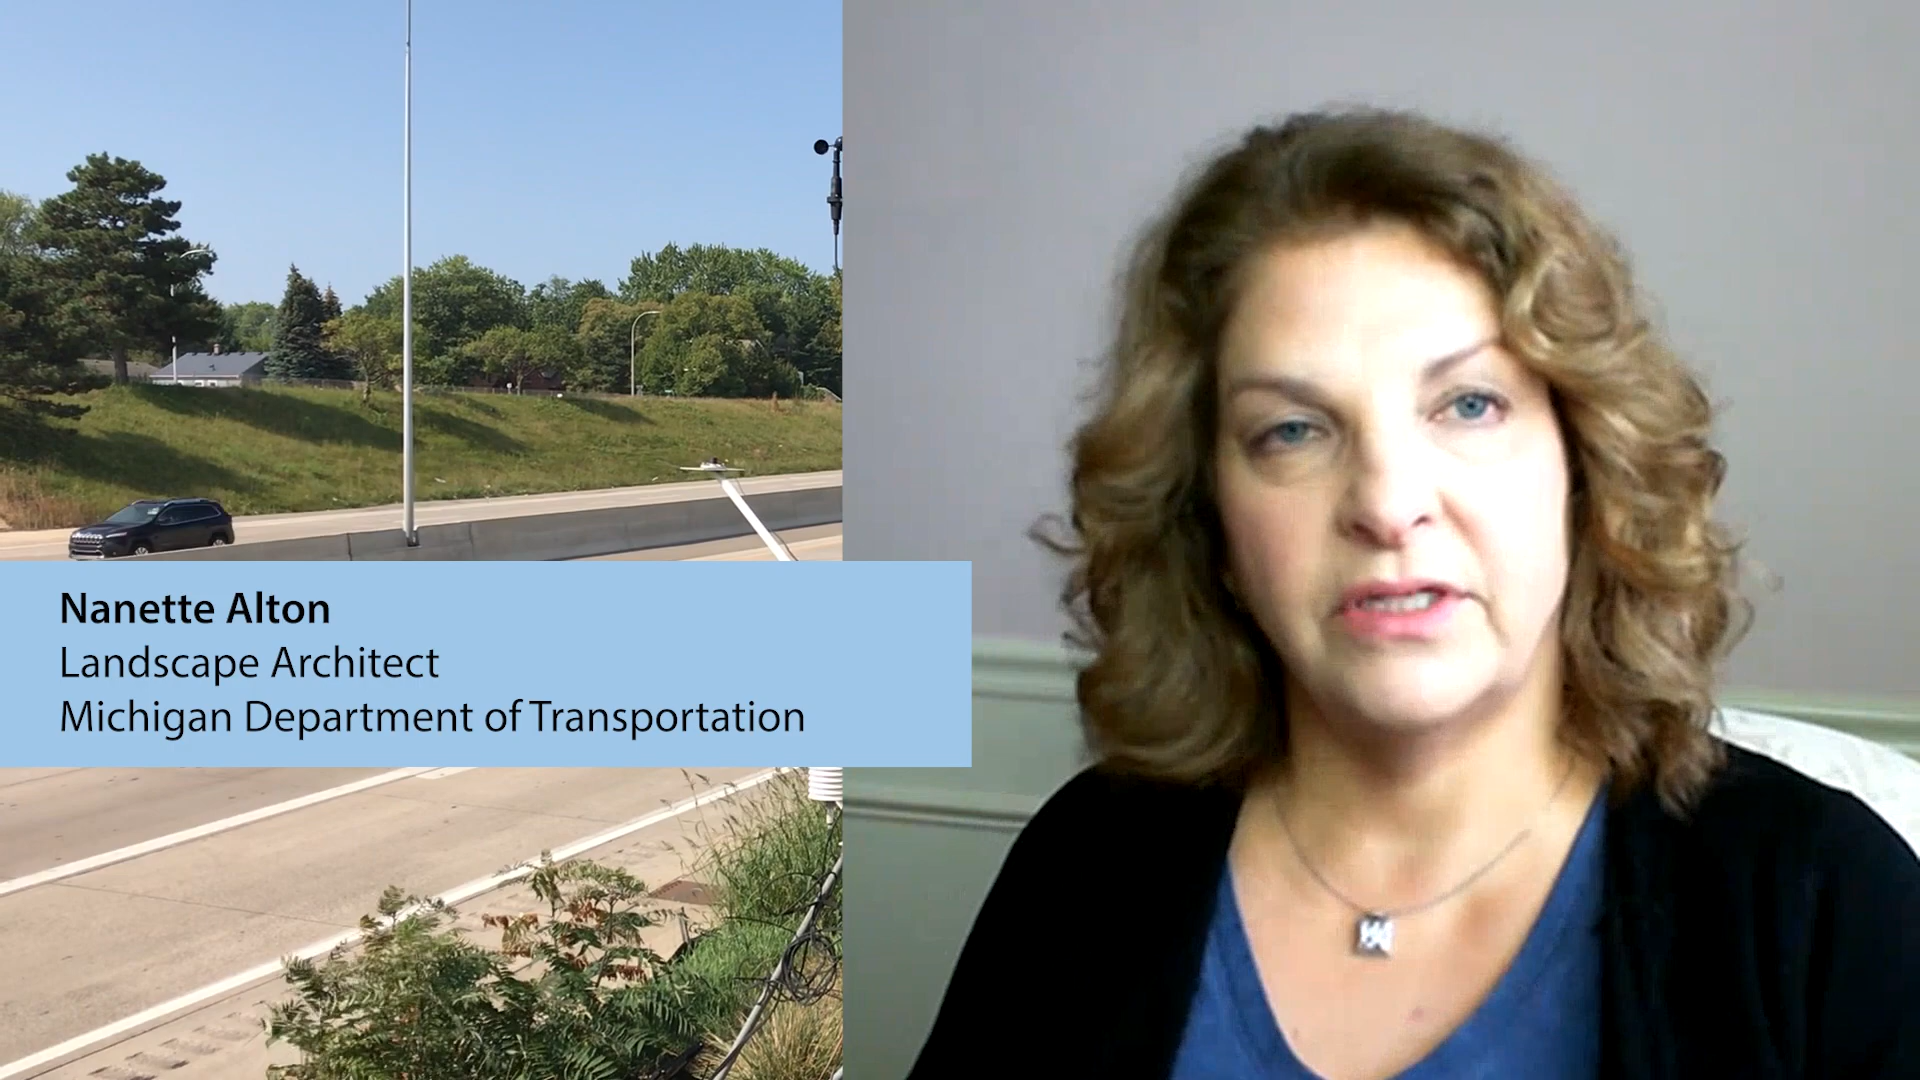 Nanette Alton
Landscape Architect
Michigan Department of Transportation